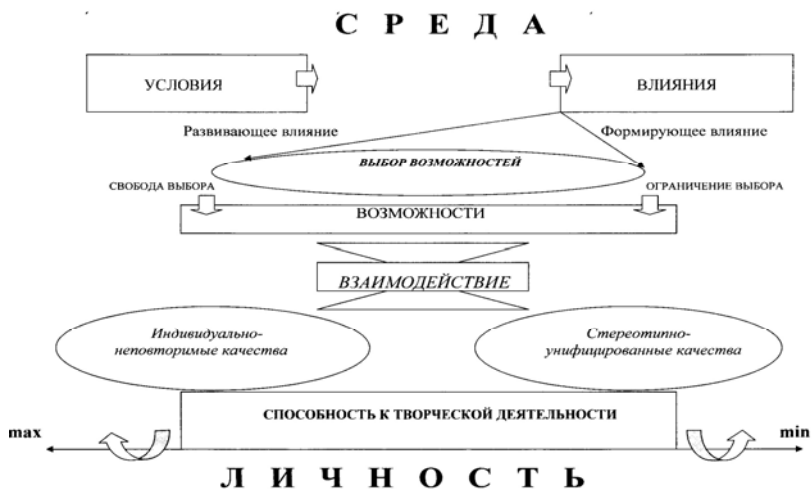 С Р Е Д А
УСЛОВИЯ
ВЛИЯНИЯ
Развивающее влияние
Формирующее влияние
ВЫБОР ВОЗМОЖНОСТЕЙ
СВОБОДА ВЫБОРА
ОГРАНИЧЕНИЕ ВЫБОРА
ВОЗМОЖНОСТИ
ВЗАИМОДЕЙСТВИЕ
Индивидуально-
неповторимые качества
Стереотипно-
унифицированные качества
СПОСОБНОСТЬ К ТВОРЧЕСКОЙ ДЕЯТЕЛЬНОСТИ
max
min
Л И Ч Н О С Т Ь